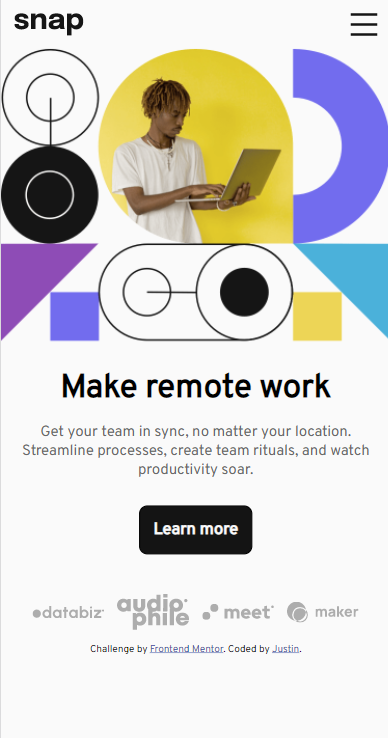 snap
Make remote work
Get your team in sync, no matter your location.
Streamline processes, create team rituals, and watch
productivity soar.
Learn more
databiz audiophile meet maker
Challenge by Frontend Mentor. Coded by Justin.